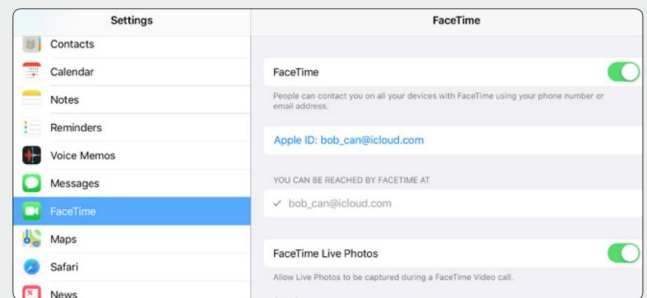 Settings
Contacts
Calendar
Notes
Reminders
Voice Memos
Messages
FaceTime
Maps
Safari
News
FaceTime
FaceTime
People can contact you on all your devices with FaceTime using your phone number or
email address.
Apple ID: bob_can@icloud.com
YOU CAN BE REACHED BY FACETIME AT
✓ bob_can@icloud.com
FaceTime Live Photos
Allow Live Photos to be captured during a FaceTime Video call.